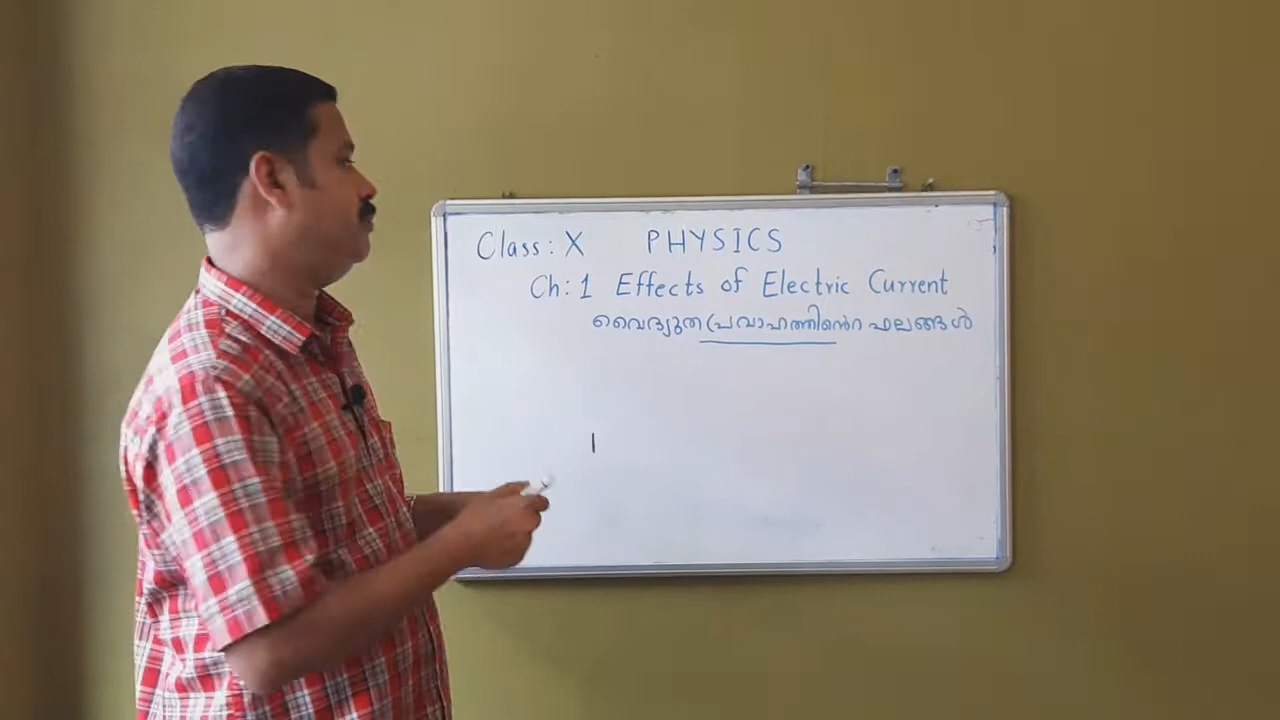 Class: X PHYSICS
Ch: 1 Effects of Electric Current
വൈദ്യുതപ്രവാഹത്തിന്റെ ഫലങ്ങൾ